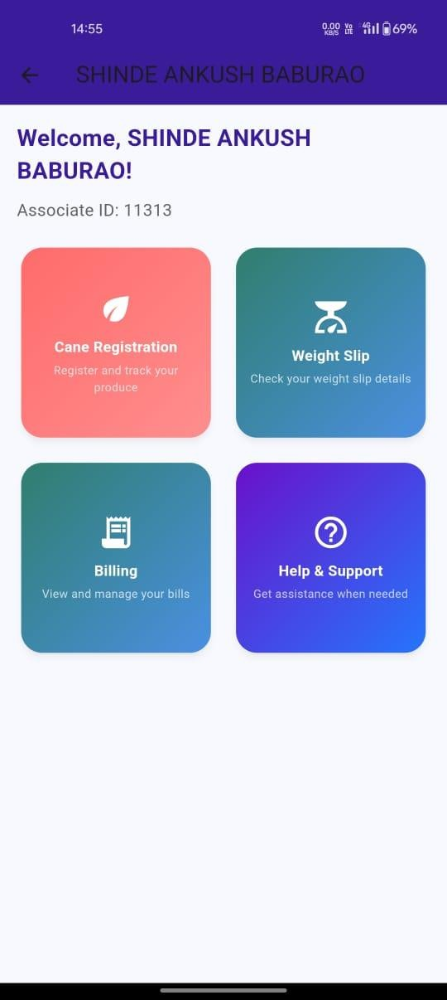 14:55
0.00 KB/S Vo LTE 4G 69%
SHINDE ANKUSH BABURAO
Welcome, SHINDE ANKUSH
BABURAO!
Associate ID: 11313
Cane Registration
Register and track your
produce
Weight Slip
Check your weight slip details
Billing
View and manage your bills
Help & Support
Get assistance when needed